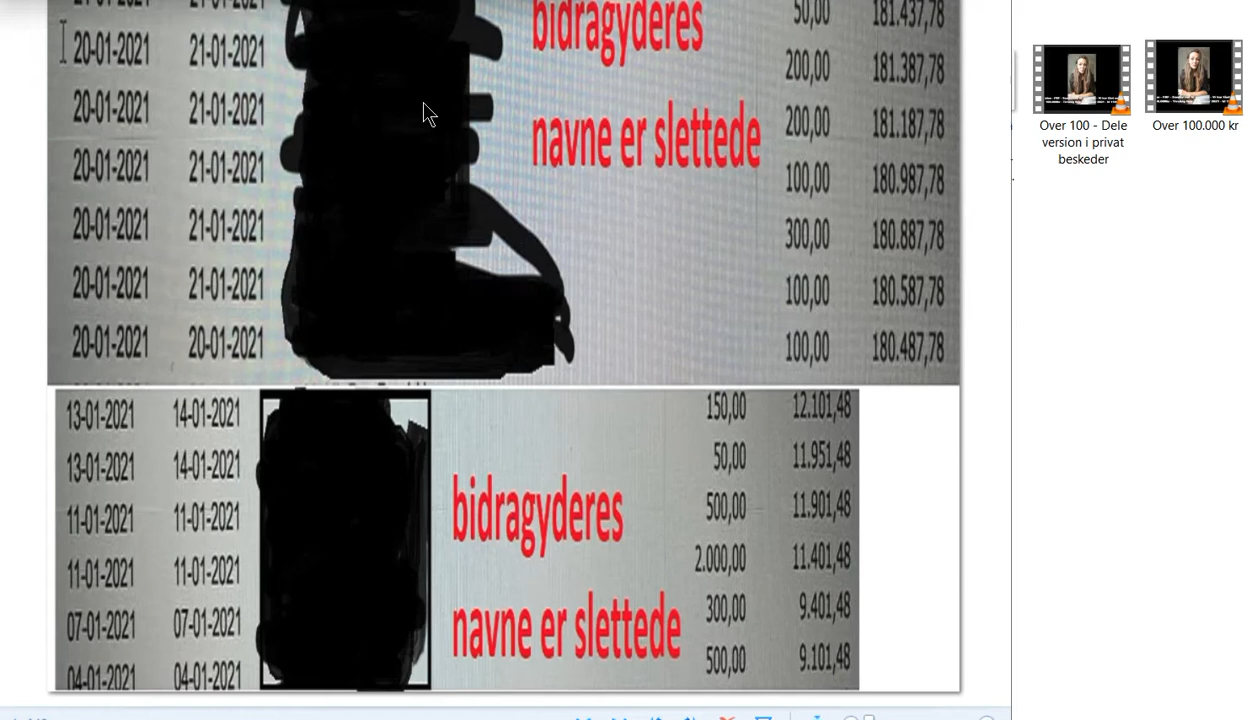 bidragyderes 50,00 181.437,78
20-01-2021 21-01-2021 200,00 181.387,78
20-01-2021 21-01-2021 navne er slettede 200,00 181.187,78
20-01-2021 21-01-2021 100,00 180.987,78
20-01-2021 21-01-2021 300,00 180.887,78
20-01-2021 21-01-2021 100,00 180.587,78
20-01-2021 20-01-2021 100,00 180.487,78
13-01-2021 14-01-2021 150,00 12.101,48
13-01-2021 14-01-2021 50,00 11.951,48
11-01-2021 11-01-2021 bidragyderes 500,00 11.901,48
11-01-2021 11-01-2021 2.000,00 11.401,48
07-01-2021 07-01-2021 navne er slettede 300,00 9.401,48
04-01-2021 04-01-2021 500,00 9.101,48
Over 100 - Dele
version i privat
beskeder
Over 100.000 kr